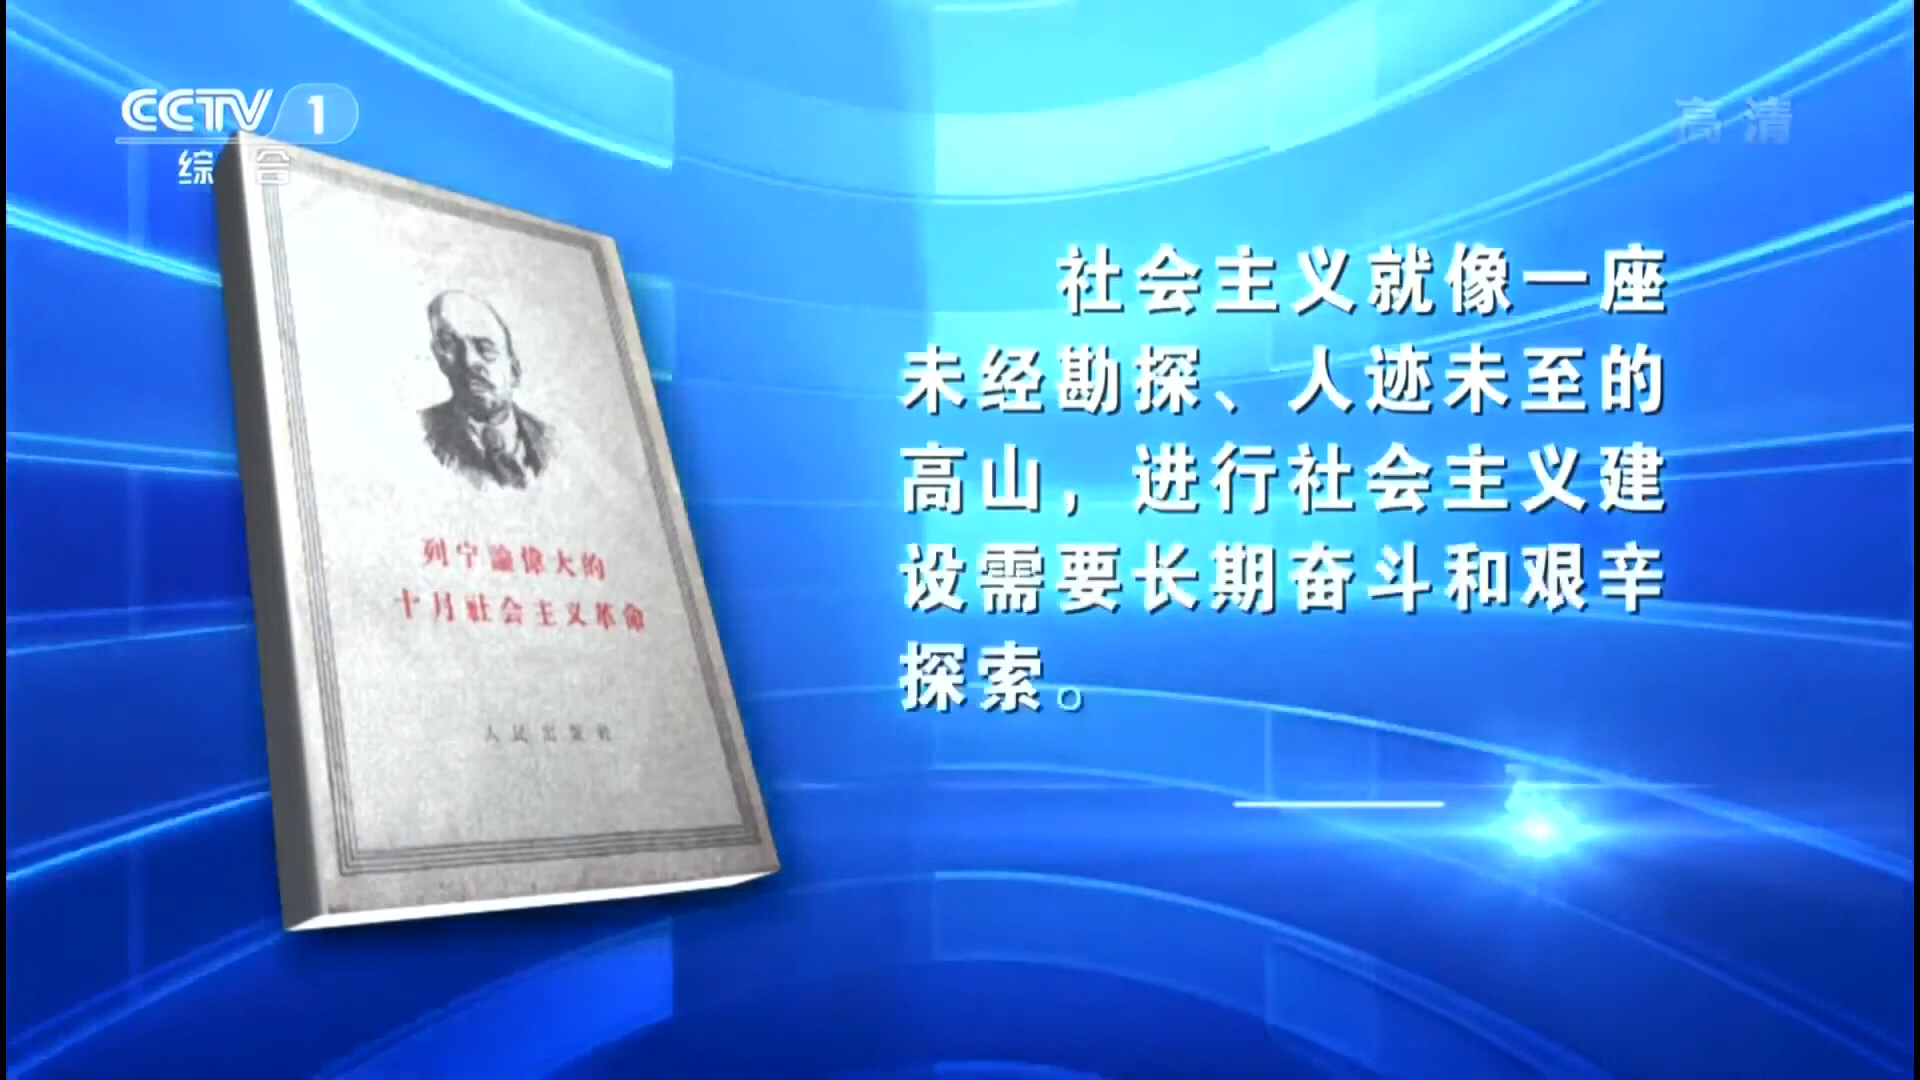 CCTV 1
综合
高清
社会主义就像一座
未经勘探、人迹未至的
高山，进行社会主义建
设需要长期奋斗和艰辛
探索。
列宁論偉大的
十月社会主义革命
人民出版社